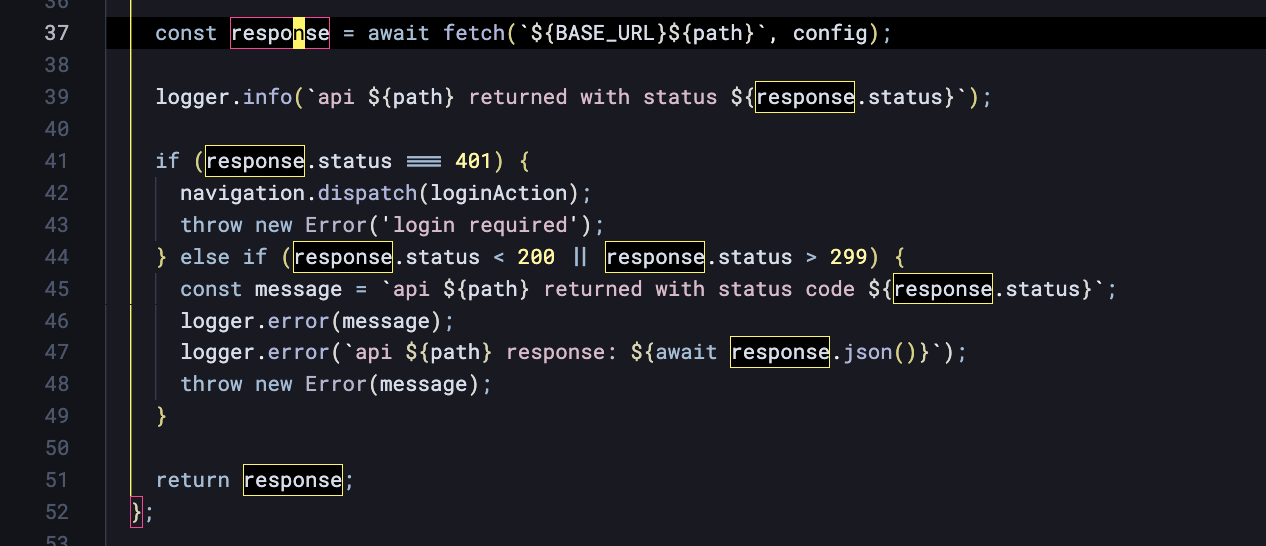 36
37 const response = await fetch(`${BASE_URL}${path}`, config);
38
39 logger.info(`api ${path} returned with status ${response.status}`);
40
41 if (response.status === 401) {
42 navigation.dispatch(loginAction);
43 throw new Error('login required');
44 } else if (response.status < 200 || response.status > 299) {
45 const message = `api ${path} returned with status code ${response.status}`;
46 logger.error(message);
47 logger.error(`api ${path} response: ${await response.json()}`);
48 throw new Error(message);
49 }
50
51 return response;
52 };
53